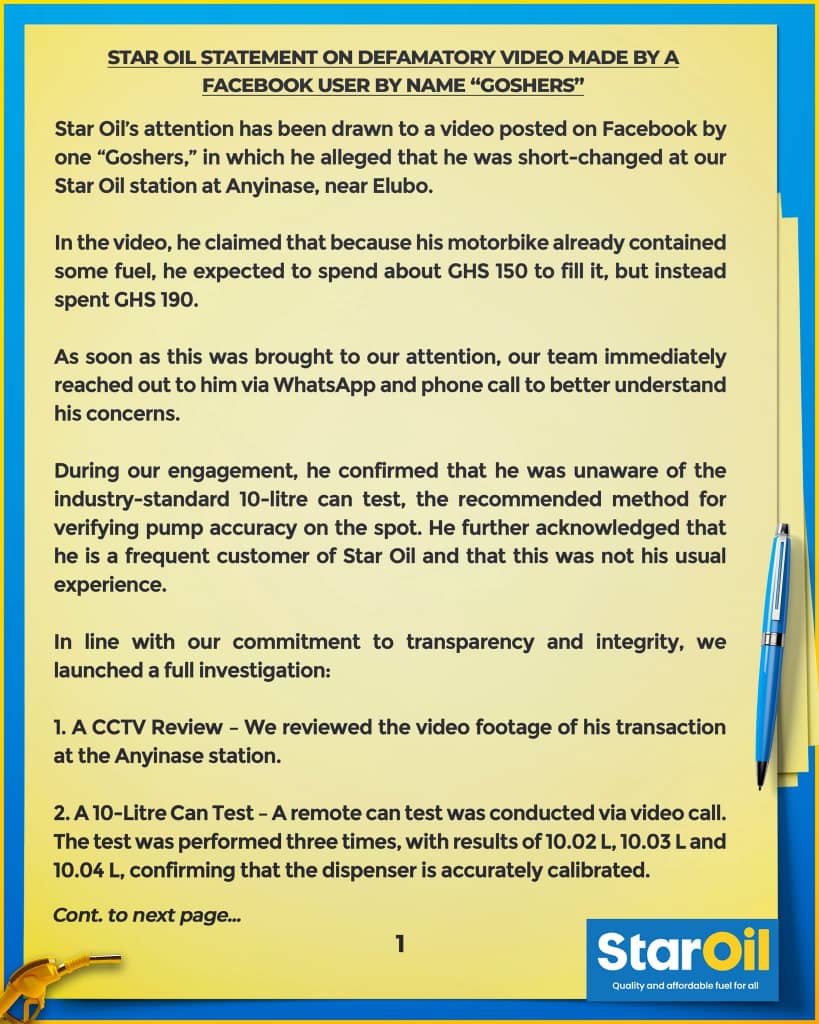 STAR OIL STATEMENT ON DEFAMATORY VIDEO MADE BY A
FACEBOOK USER BY NAME “GOSHERS”
Star Oil’s attention has been drawn to a video posted on Facebook by
one “Goshers,” in which he alleged that he was short-changed at our
Star Oil station at Anyinase, near Elubo.
In the video, he claimed that because his motorbike already contained
some fuel, he expected to spend about GHS 150 to fill it, but instead
spent GHS 190.
As soon as this was brought to our attention, our team immediately
reached out to him via WhatsApp and phone call to better understand
his concerns.
During our engagement, he confirmed that he was unaware of the
industry-standard 10-litre can test, the recommended method for
verifying pump accuracy on the spot. He further acknowledged that
he is a frequent customer of Star Oil and that this was not his usual
experience.
In line with our commitment to transparency and integrity, we
launched a full investigation:
1. A CCTV Review – We reviewed the video footage of his transaction
at the Anyinase station.
2. A 10-Litre Can Test – A remote can test was conducted via video call.
The test was performed three times, with results of 10.02 L, 10.03 L and
10.04 L, confirming that the dispenser is accurately calibrated.
Cont. to next page...
1
StarOil
Quality and affordable fuel for all